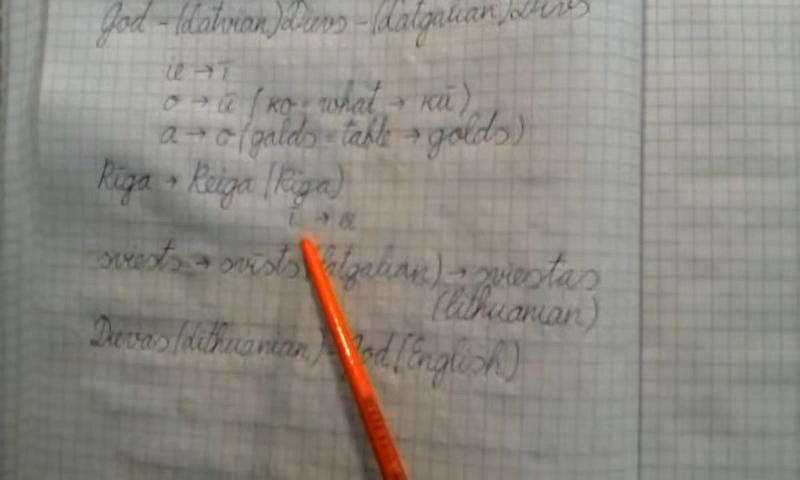 God - (Latvian) Dievs - (Latgalian) Dīvs
ie → ī
o → ū (ko - what → kū)
a → o (galds - table → golds)
Rīga → Reiga (Rīga)
ī → ei
sviests → svīsts (latgalian) → sviestas
(lithuanian)
Dievas (Lithuanian) - God (English)